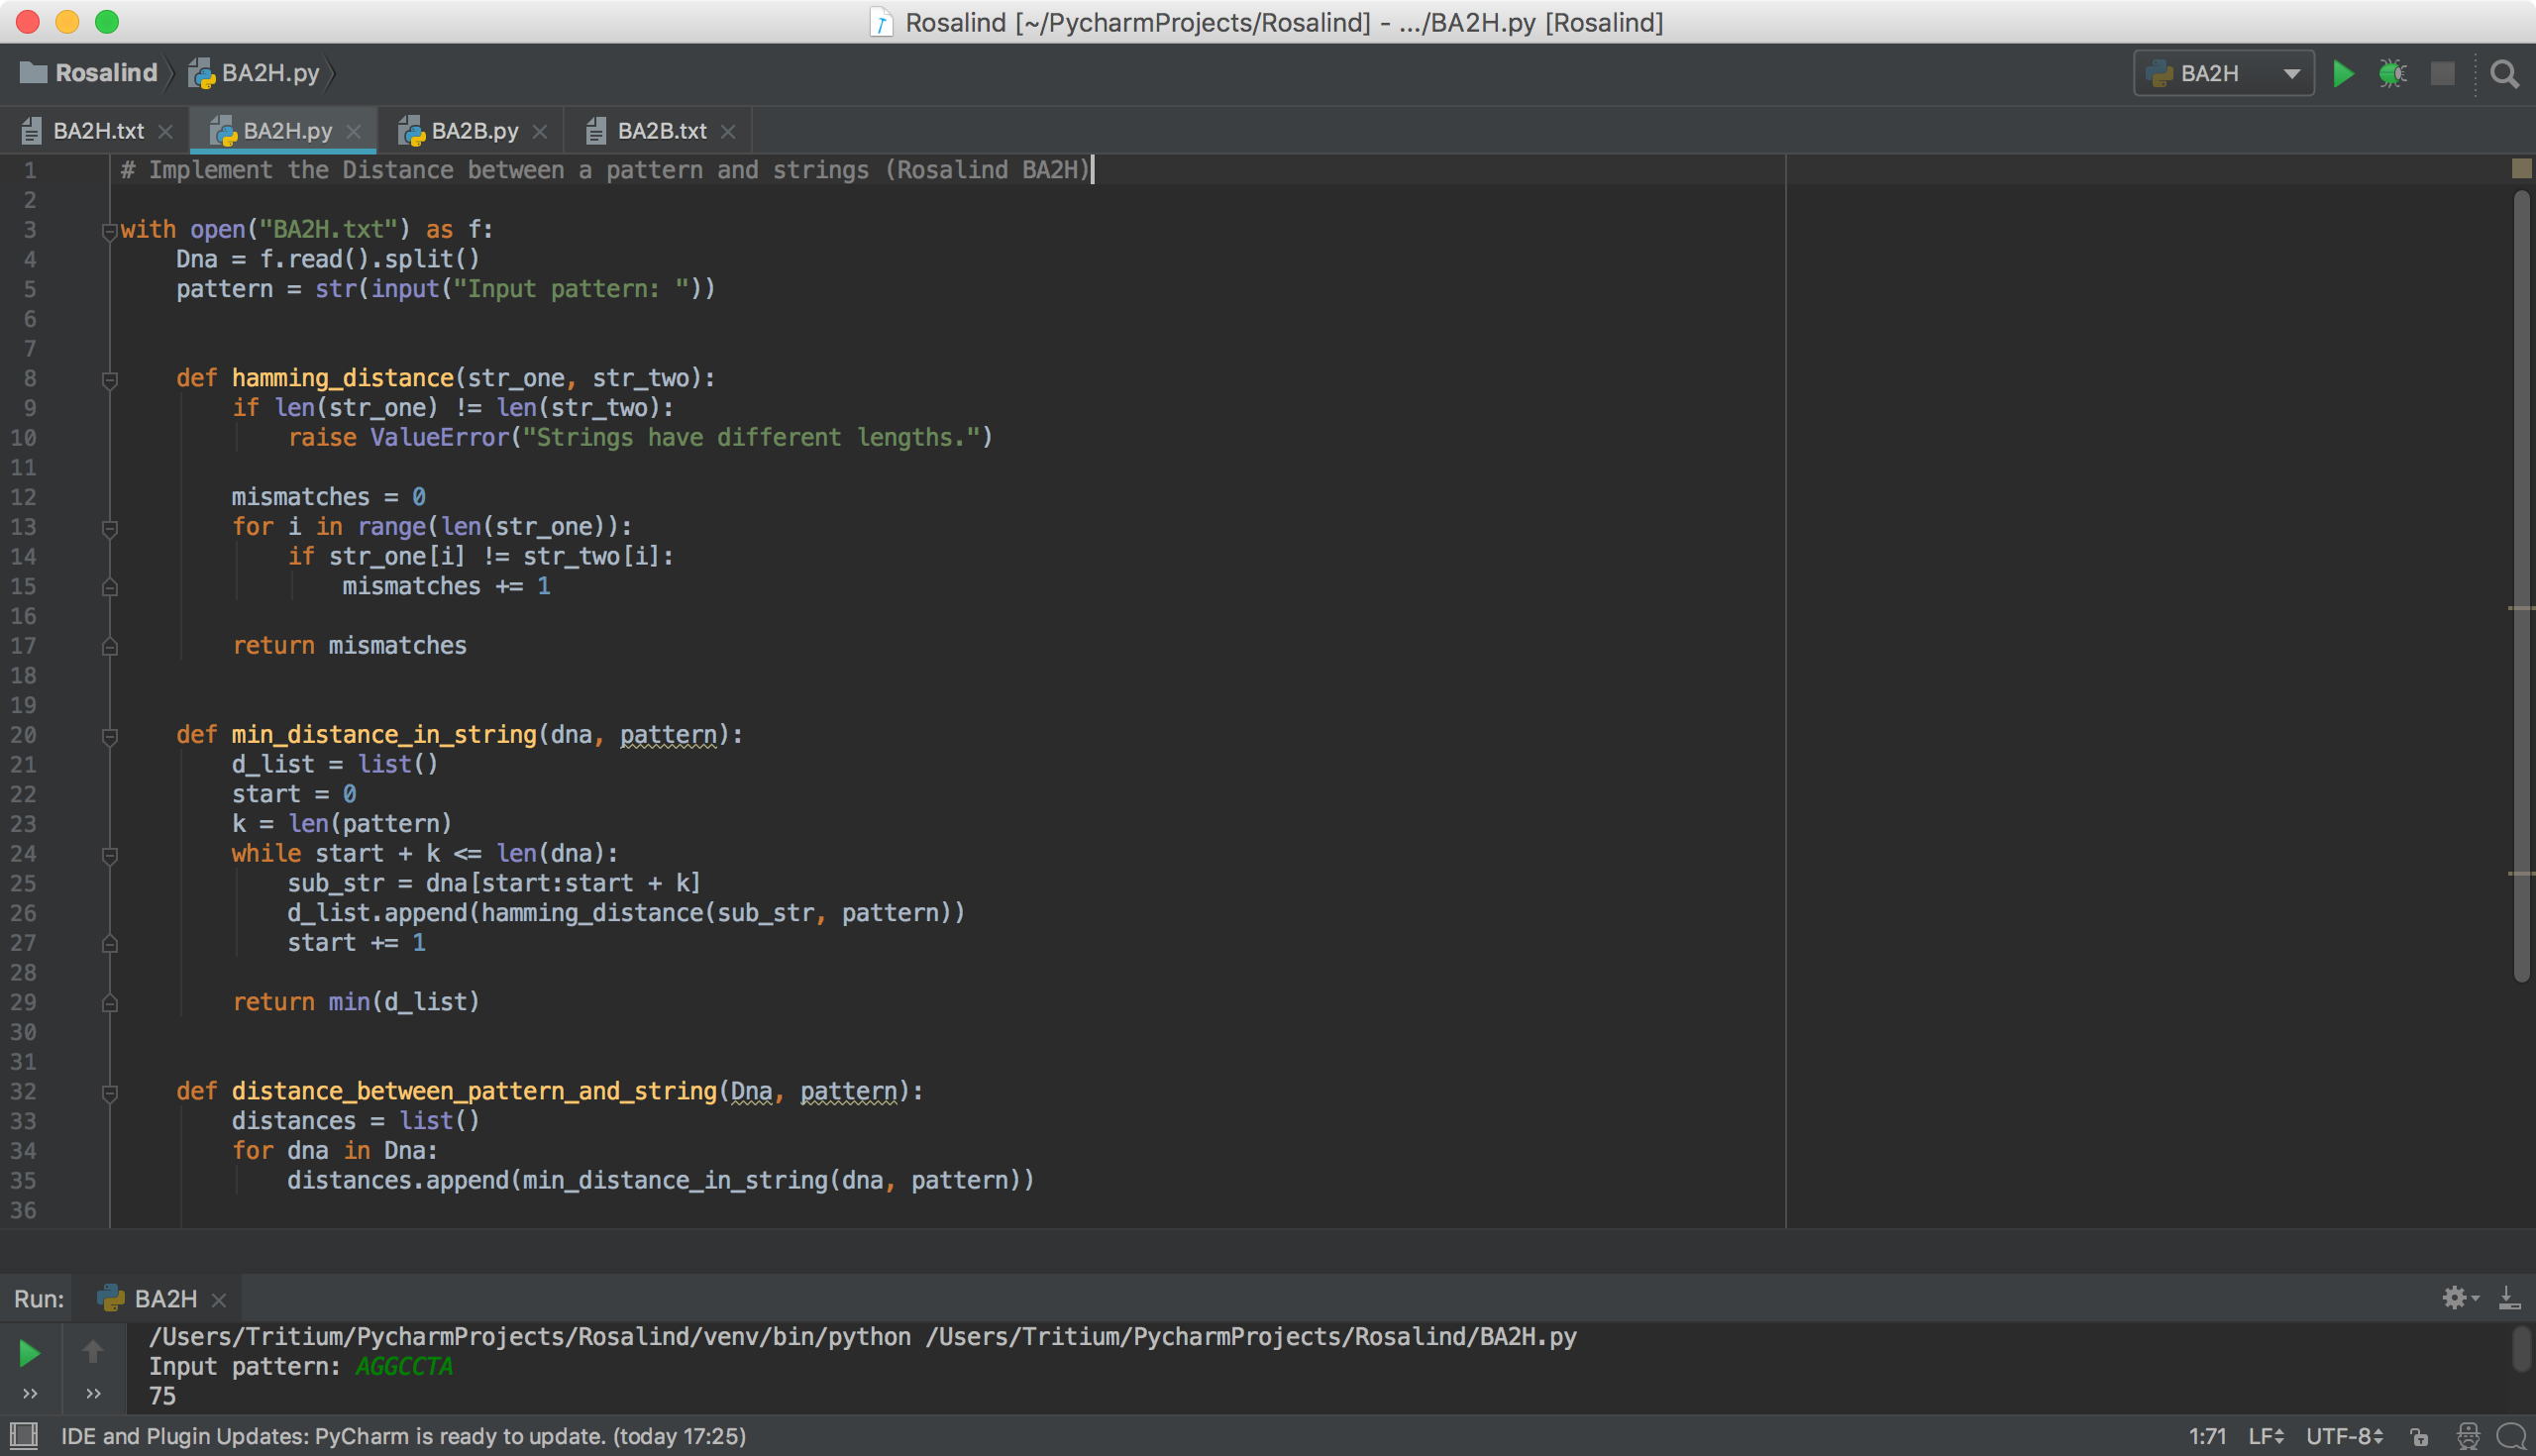 Rosalind [~/PycharmProjects/Rosalind] - .../BA2H.py [Rosalind]
Rosalind BA2H.py BA2H
BA2H.txt BA2H.py BA2B.py BA2B.txt
1 # Implement the Distance between a pattern and strings (Rosalind BA2H)
2
3 with open("BA2H.txt") as f:
4     Dna = f.read().split()
5     pattern = str(input("Input pattern: "))
6
7
8     def hamming_distance(str_one, str_two):
9         if len(str_one) != len(str_two):
10             raise ValueError("Strings have different lengths.")
11
12         mismatches = 0
13         for i in range(len(str_one)):
14             if str_one[i] != str_two[i]:
15                 mismatches += 1
16
17         return mismatches
18
19
20     def min_distance_in_string(dna, pattern):
21         d_list = list()
22         start = 0
23         k = len(pattern)
24         while start + k <= len(dna):
25             sub_str = dna[start:start + k]
26             d_list.append(hamming_distance(sub_str, pattern))
27             start += 1
28
29         return min(d_list)
30
31
32     def distance_between_pattern_and_string(Dna, pattern):
33         distances = list()
34         for dna in Dna:
35             distances.append(min_distance_in_string(dna, pattern))
36
Run: BA2H
/Users/Tritium/PycharmProjects/Rosalind/venv/bin/python /Users/Tritium/PycharmProjects/Rosalind/BA2H.py
Input pattern: AGGCCTA
75
IDE and Plugin Updates: PyCharm is ready to update. (today 17:25) 1:71 LF UTF-8